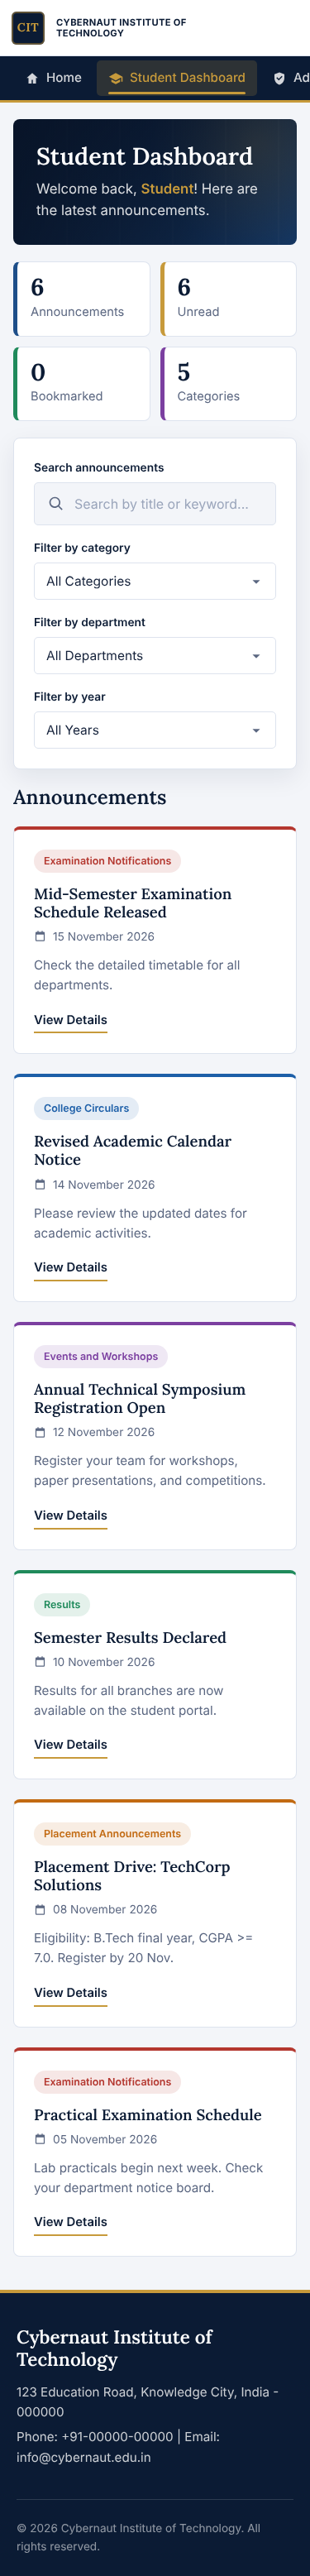 CIT
CYBERNAUT INSTITUTE OF
TECHNOLOGY
Home
Student Dashboard
Ad
Student Dashboard
Welcome back, Student! Here are
the latest announcements.
6
Announcements
6
Unread
0
Bookmarked
5
Categories
Search announcements
Search by title or keyword...
Filter by category
All Categories
Filter by department
All Departments
Filter by year
All Years
Announcements
Examination Notifications
Mid-Semester Examination
Schedule Released
15 November 2026
Check the detailed timetable for all
departments.
View Details
College Circulars
Revised Academic Calendar
Notice
14 November 2026
Please review the updated dates for
academic activities.
View Details
Events and Workshops
Annual Technical Symposium
Registration Open
12 November 2026
Register your team for workshops,
paper presentations, and competitions.
View Details
Results
Semester Results Declared
10 November 2026
Results for all branches are now
available on the student portal.
View Details
Placement Announcements
Placement Drive: TechCorp
Solutions
08 November 2026
Eligibility: B.Tech final year, CGPA >=
7.0. Register by 20 Nov.
View Details
Examination Notifications
Practical Examination Schedule
05 November 2026
Lab practicals begin next week. Check
your department notice board.
View Details
Cybernaut Institute of
Technology
123 Education Road, Knowledge City, India -
000000
Phone: +91-00000-00000 | Email:
info@cybernaut.edu.in
© 2026 Cybernaut Institute of Technology. All
rights reserved.